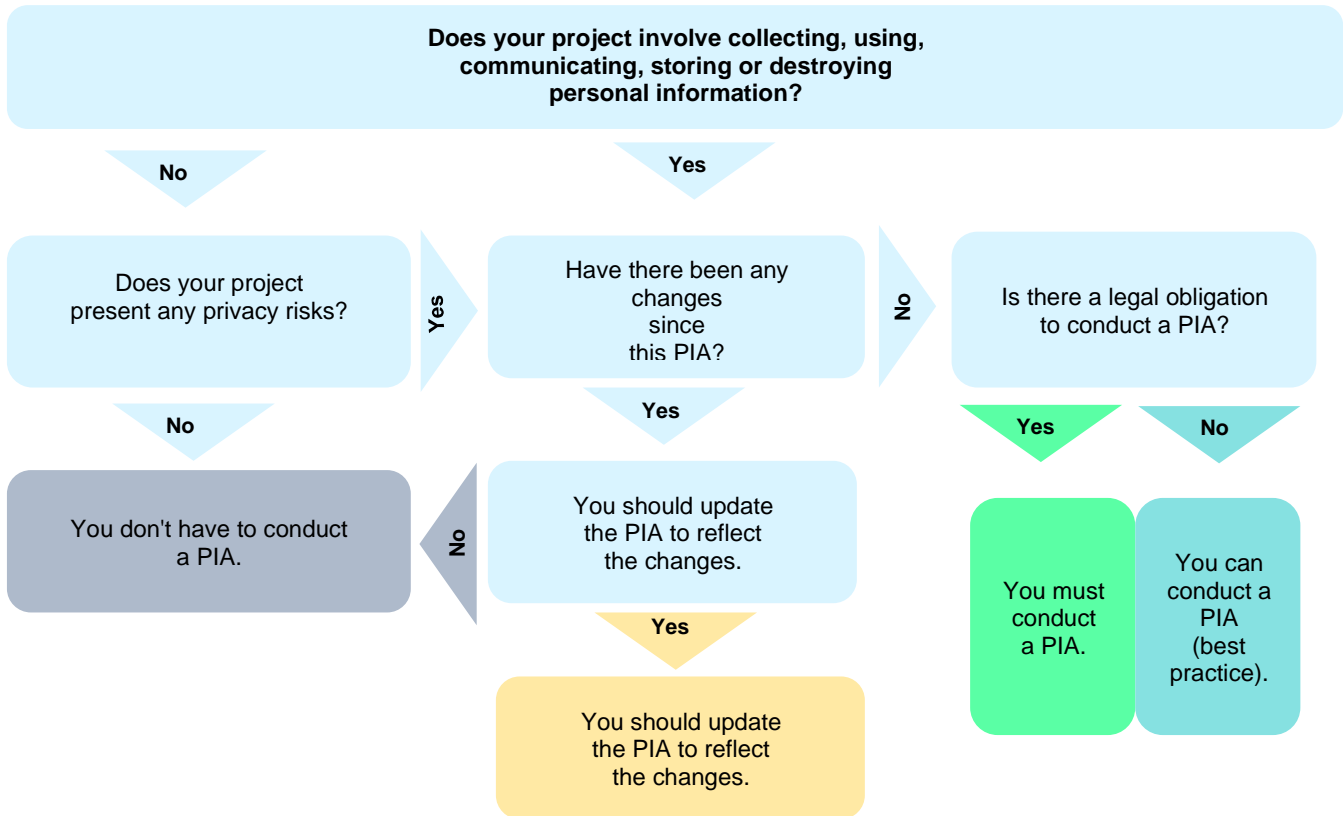 Does your project involve collecting, using,
communicating, storing or destroying
personal information?
No
Yes
Does your project
present any privacy risks?
Yes
Have there been any
changes
since
this PIA?
No
Is there a legal obligation
to conduct a PIA?
No
Yes
Yes
No
You don't have to conduct
a PIA.
No
You should update
the PIA to reflect
the changes.
You must
conduct
a PIA.
You can
conduct a
PIA
(best
practice).
Yes
You should update
the PIA to reflect
the changes.